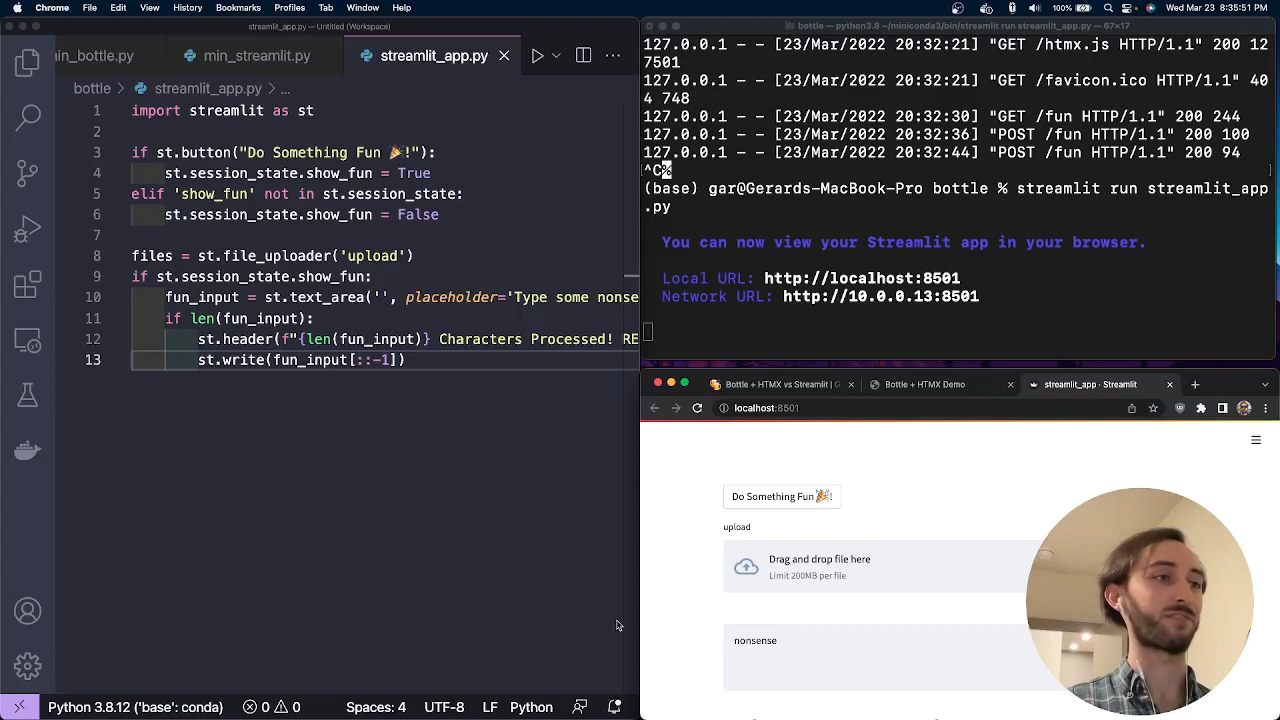 Chrome File Edit View History Bookmarks Profiles Tab Window Help
100% Wed Mar 23 8:35:51 PM
streamlit_app.py — Untitled (Workspace)
in_bottle.py min_streamlit.py streamlit_app.py
bottle > streamlit_app.py > ...
1 import streamlit as st
2
3 if st.button("Do Something Fun 🎉!"):
4 st.session_state.show_fun = True
5 elif 'show_fun' not in st.session_state:
6 st.session_state.show_fun = False
7
8 files = st.file_uploader('upload')
9 if st.session_state.show_fun:
10 fun_input = st.text_area('', placeholder='Type some nonse
11 if len(fun_input):
12 st.header(f"{len(fun_input)} Characters Processed! RE
13 st.write(fun_input[::-1])
Python 3.8.12 ('base': conda) 0 0 Spaces: 4 UTF-8 LF Python
bottle — python3.8 ~/miniconda3/bin/streamlit run streamlit_app.py — 67×17
127.0.0.1 - - [23/Mar/2022 20:32:21] "GET /htmx.js HTTP/1.1" 200 12
7501
127.0.0.1 - - [23/Mar/2022 20:32:21] "GET /favicon.ico HTTP/1.1" 40
4 748
127.0.0.1 - - [23/Mar/2022 20:32:30] "GET /fun HTTP/1.1" 200 244
127.0.0.1 - - [23/Mar/2022 20:32:36] "POST /fun HTTP/1.1" 200 100
127.0.0.1 - - [23/Mar/2022 20:32:44] "POST /fun HTTP/1.1" 200 94
^C%
(base) gar@Gerards-MacBook-Pro bottle % streamlit run streamlit_app
.py
You can now view your Streamlit app in your browser.
Local URL: http://localhost:8501
Network URL: http://10.0.0.13:8501
Bottle + HTMX vs Streamlit | G Bottle + HTMX Demo streamlit_app · Streamlit
localhost:8501
Do Something Fun 🎉!
upload
Drag and drop file here
Limit 200MB per file
nonsense